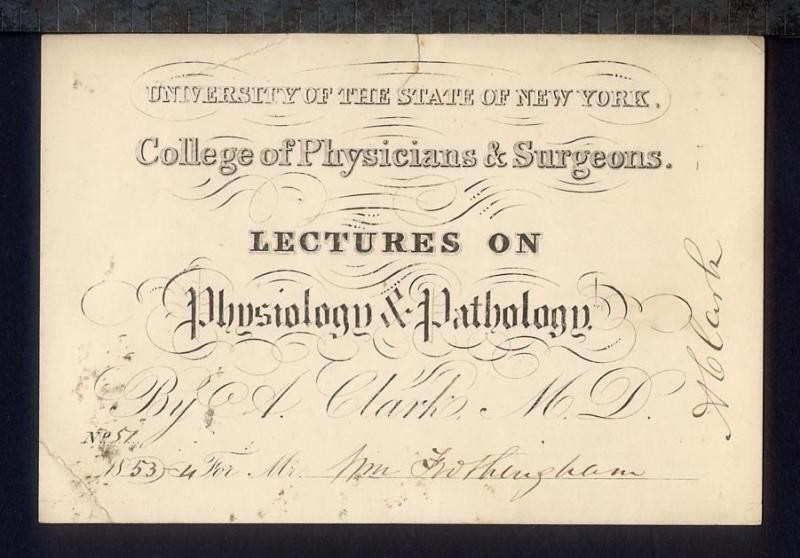 UNIVERSITY OF THE STATE OF NEW YORK.
College of Physicians & Surgeons.
LECTURES ON
Physiology & Pathology.
By A. Clark, M. D.
No. 51
1853-4 For Mr. Wm Frothingham
A Clark